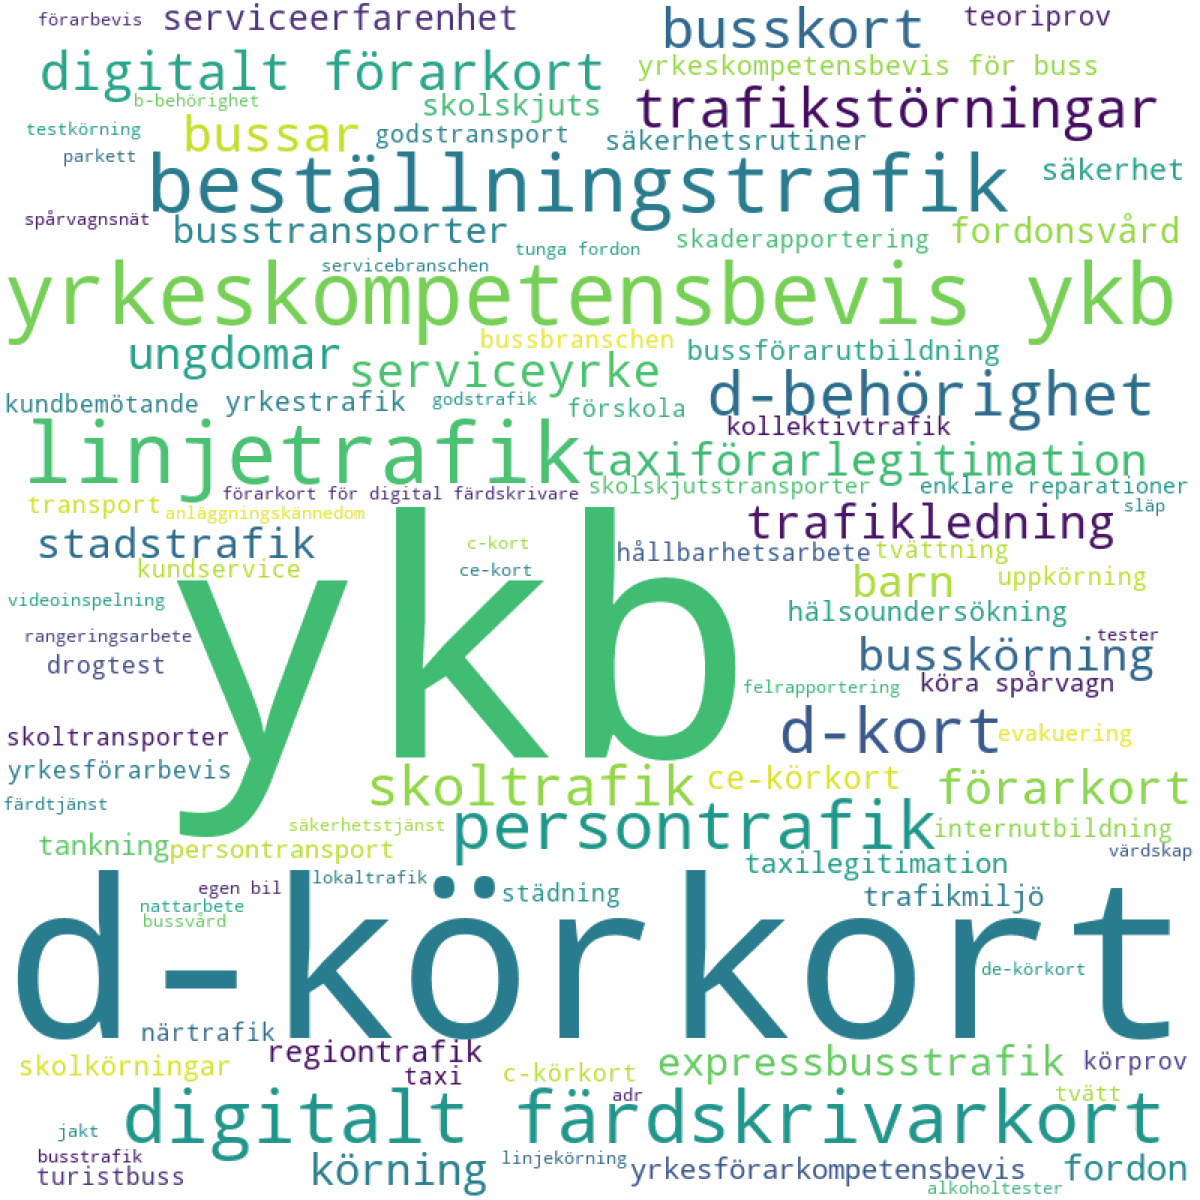 förarbevis
serviceerfarenhet
busskort
teoriprov
digitalt förarkort
yrkeskompetensbevis för buss
b-behörighet
skolskjuts
trafikstörningar
testkörning
bussar
godstransport
säkerhetsrutiner
parkett
beställningstrafik
säkerhet
spårvagnsnät
busstransporter
tunga fordon
skaderapportering
fordonsvård
servicebranschen
yrkeskompetensbevis ykb
ungdomar
bussbranschen
bussförarutbildning
serviceyrke
d-behörighet
kundbemötande
yrkestrafik
godstrafik
förskola
kollektivtrafik
linjetrafik
taxiförarlegitimation
transport
förarkort för digital färdskrivare
skolskjutstransporter
enklare reparationer
anläggningskännedom
släp
stadstrafik
trafikledning
c-kort
hållbarhetsarbete
tvättning
kundservice
ce-kort
barn
uppkörning
videoinspelning
ykb
hälsoundersökning
rangeringsarbete
tester
drogtest
busskörning
felrapportering
köra spårvagn
skoltransporter
d-kort
evakuering
yrkesförarbevis
skoltrafik
ce-körkort
förarkort
färdtjänst
säkerhetstjänst
persontrafik
internutbildning
tankning
persontransport
taxilegitimation
värdskap
egen bil
lokaltrafik
städning
trafikmiljö
nattarbete
bussvård
d-körkort
de-körkort
närtrafik
skolkörningar
regiontrafik
expressbusstrafik
körprov
taxi
c-körkort
adr
tvätt
digitalt färdskrivarkort
jakt
busstrafik
turistbuss
körning
linjekörning
yrkesförarkompetensbevis
fordon
alkoholtester